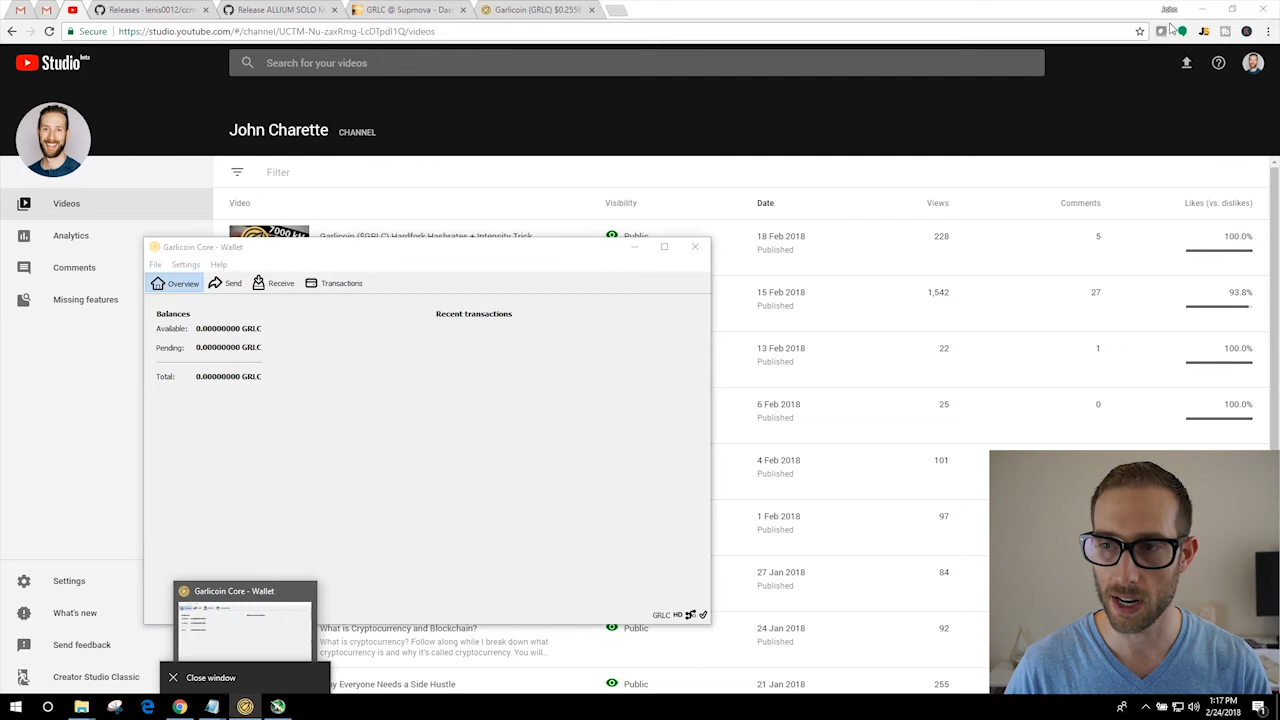 Releases · lenis0012/ccm
Release ALLIUM SOLO M
GRLC @ Supmova - Das
Garlicoin (GRLC) $0.2556
John
Secure
https://studio.youtube.com/#/channel/UCTM-Nu-zaxRmg-LcDTpdI1Q/videos
Studio beta
Search for your videos
John Charette CHANNEL
Filter
Videos
Analytics
Comments
Missing features
Settings
What's new
Send feedback
Creator Studio Classic
Video Visibility Date Views Comments Likes (vs. dislikes)
7000
Garlicoin ($GRLC) Hardfork Hashrates + Intensity Trick Public 18 Feb 2018 228 5 100.0%
Published
15 Feb 2018 1,542 27 93.8%
Published
13 Feb 2018 22 1 100.0%
Published
6 Feb 2018 25 0 100.0%
Published
4 Feb 2018 101
Published
1 Feb 2018 97
Published
27 Jan 2018 84
Published
What is Cryptocurrency and Blockchain? Public 24 Jan 2018 92
What is cryptocurrency? Follow along while I break down what Published
cryptocurrency is and why it's called cryptocurrency. You will...
y Everyone Needs a Side Hustle Public 21 Jan 2018 255
Garlicoin Core - Wallet
File Settings Help
Overview Send Receive Transactions
Balances
Available: 0.00000000 GRLC
Pending: 0.00000000 GRLC
Total: 0.00000000 GRLC
Recent transactions
GRLC HD
Garlicoin Core - Wallet
Close window
1:17 PM
2/24/2018